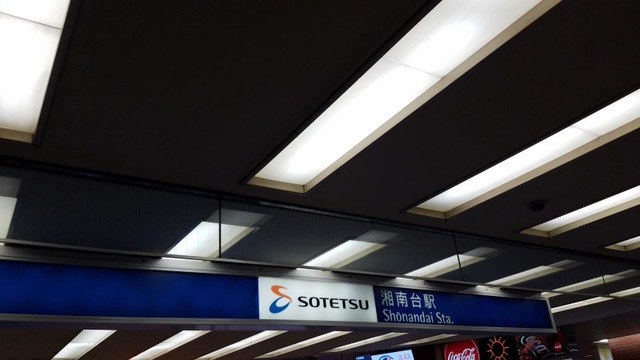 SOTETSU
湘南台駅
Shōnandai Sta.
Coca-Cola